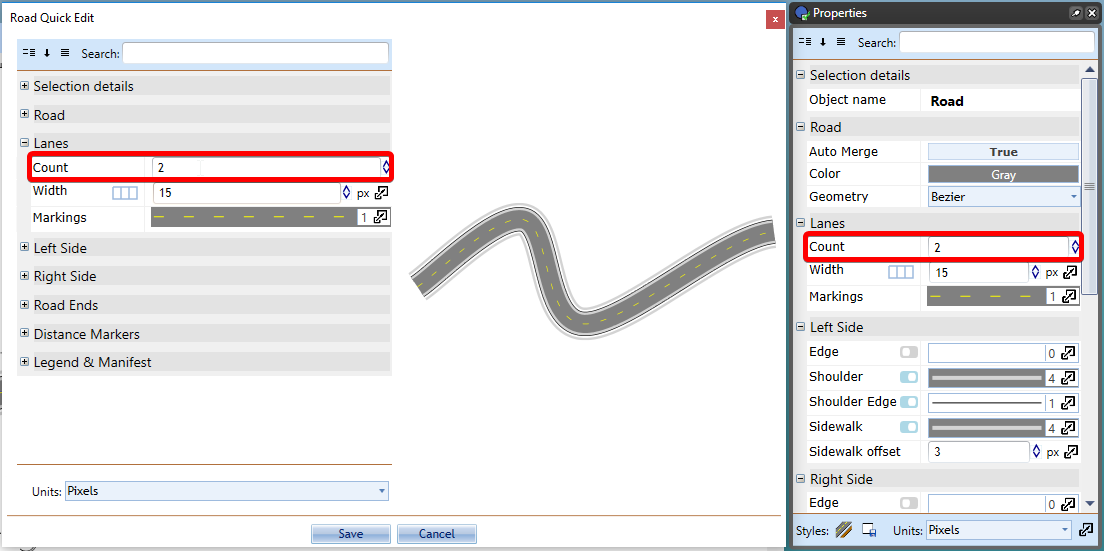 Road Quick Edit
x
Search:
Selection details
Road
Lanes
Count 2
Width 15 px
Markings 1
Left Side
Right Side
Road Ends
Distance Markers
Legend & Manifest
Units: Pixels
Save Cancel
Properties
Search:
Selection details
Object name Road
Road
Auto Merge True
Color Gray
Geometry Bezier
Lanes
Count 2
Width 15 px
Markings 1
Left Side
Edge 0
Shoulder 4
Shoulder Edge 1
Sidewalk 4
Sidewalk offset 3 px
Right Side
Edge 0
Styles: Units: Pixels